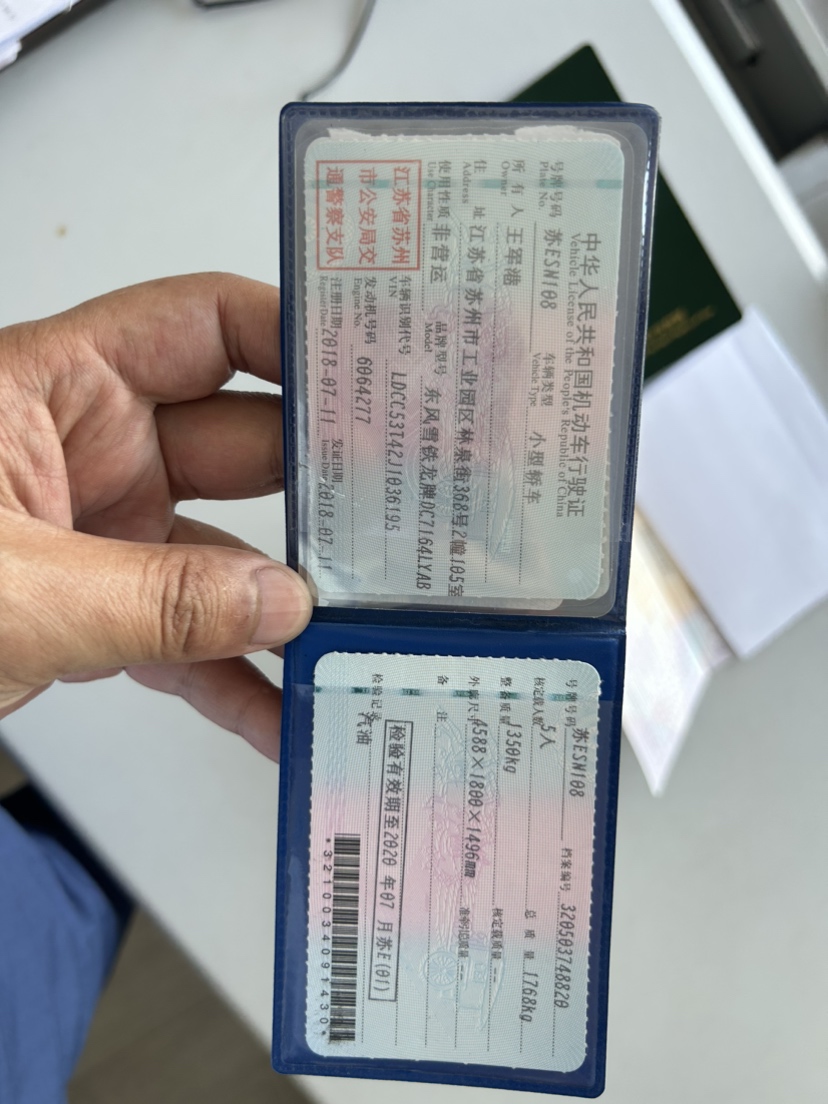 中华人民共和国机动车行驶证
Vehicle License of the People's Republic of China
号牌号码 苏ESN108 车辆类型 小型轿车
Plate No. Vehicle Type
所有人 王军港
Owner
住址 江苏省苏州市工业园区林泉街368号2幢105室
Address
使用性质 非营运 品牌型号 东风雪铁龙牌DC7164LYAB
Use Character Model
江苏省苏州
市公安局交
通警察支队
车辆识别代号 LDCC53T42J1036195
VIN
发动机号码 6064277
Engine No.
注册日期 2018-07-11 发证日期 2018-07-11
Register Date Issue Date
号牌号码 苏ESN108 档案编号 320503748820
核定载人数 5人 总质量 1768kg
整备质量 1350kg 核定载质量 --
外廓尺寸 4588×1800×1496mm 准牵引总质量 --
备注
检验有效期至2020 年07 月苏E(01)
检验记录 汽油
*3210034091430*